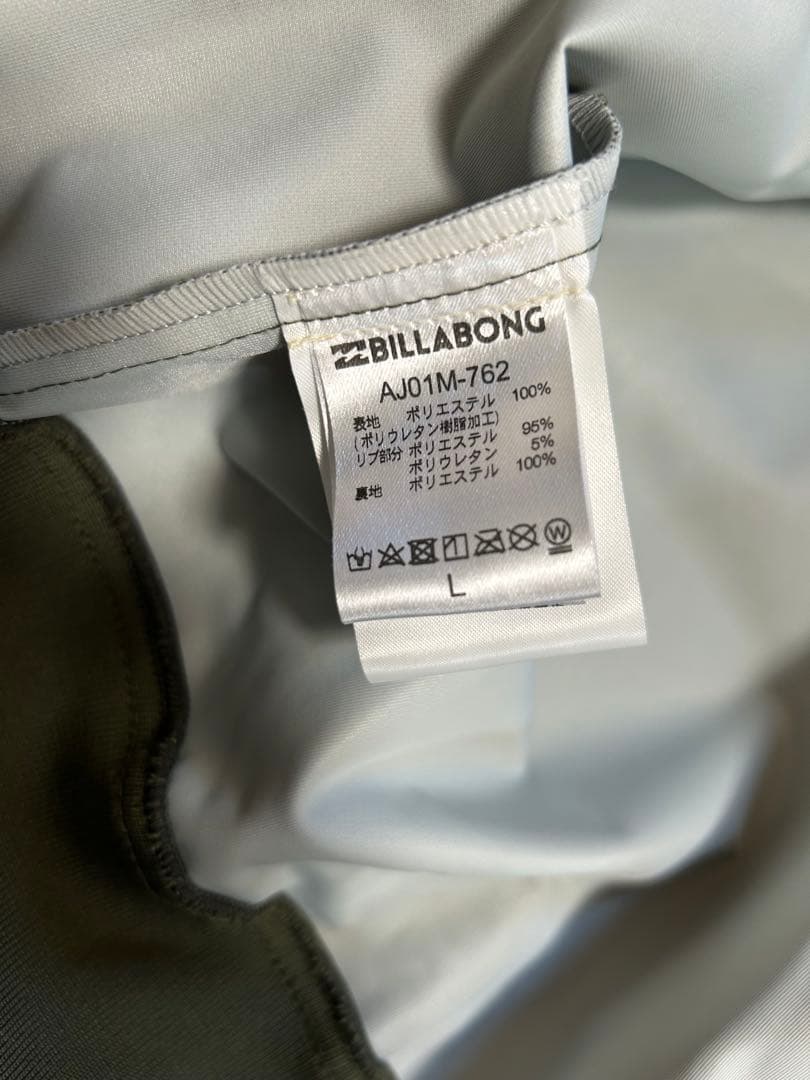 BILLABONG
AJ01M-762
表地 ポリエステル 100%
(ポリウレタン樹脂加工)
リブ部分 ポリエステル 95%
ポリウレタン 5%
裏地 ポリエステル 100%
W
L